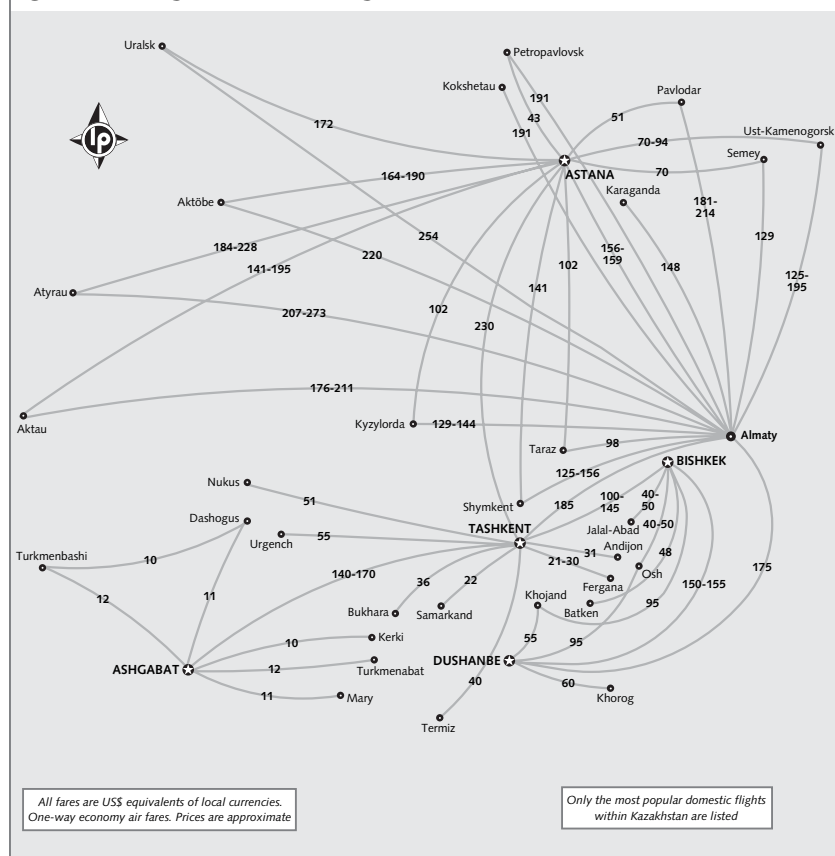 Uralsk
Petropavlovsk
Kokshetau
191
Pavlodar
43
51
172
191
70-94
Ust-Kamenogorsk
Semey
ASTANA
70
164-190
Karaganda
Aktöbe
181-
214
254
129
184-228
220
156-
159
141-195
102
148
125-
195
Atyrau
141
207-273
102
230
176-211
Aktau
Kyzylorda
129-144
Almaty
Taraz
98
BISHKEK
125-156
Nukus
51
Shymkent
185
100-
145
40-
50
Dashogus
TASHKENT
Jalal-Abad
40-50
Urgench
55
Andijon
Turkmenbashi
10
31
48
21-30
Osh
140-170
36
22
Fergana
175
150-155
12
11
Khojand
Bukhara
Samarkand
Batken
95
10
Kerki
55
95
ASHGABAT
12
Turkmenabat
DUSHANBE
40
60
11
Mary
Khorog
Termiz
All fares are US$ equivalents of local currencies.
One-way economy air fares. Prices are approximate
Only the most popular domestic flights
within Kazakhstan are listed
lp